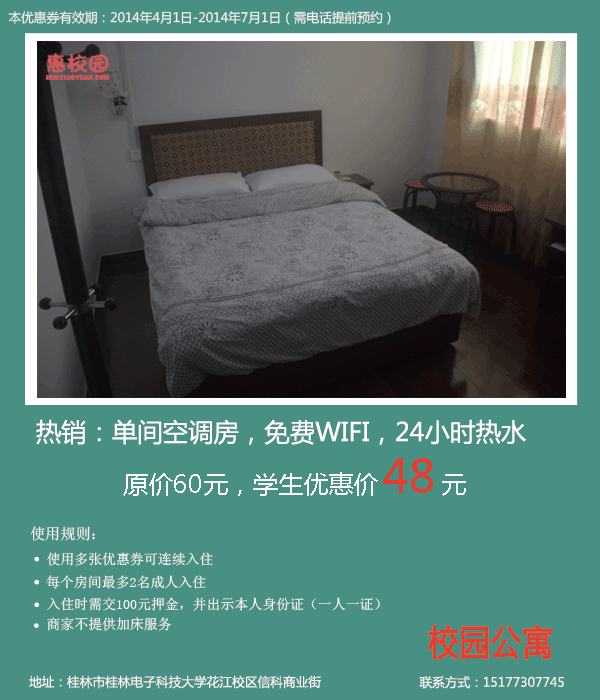 本优惠券有效期：2014年4月1日-2014年7月1日（需电话提前预约）
惠校园
HUIXIAOYUAN.COM
热销：单间空调房，免费WIFI，24小时热水
原价60元，学生优惠价48元
使用规则：
• 使用多张优惠券可连续入住
• 每个房间最多2名成人入住
• 入住时需交100元押金，并出示本人身份证（一人一证）
• 商家不提供加床服务
校园公寓
地址：桂林市桂林电子科技大学花江校区信科商业街 联系方式：15177307745